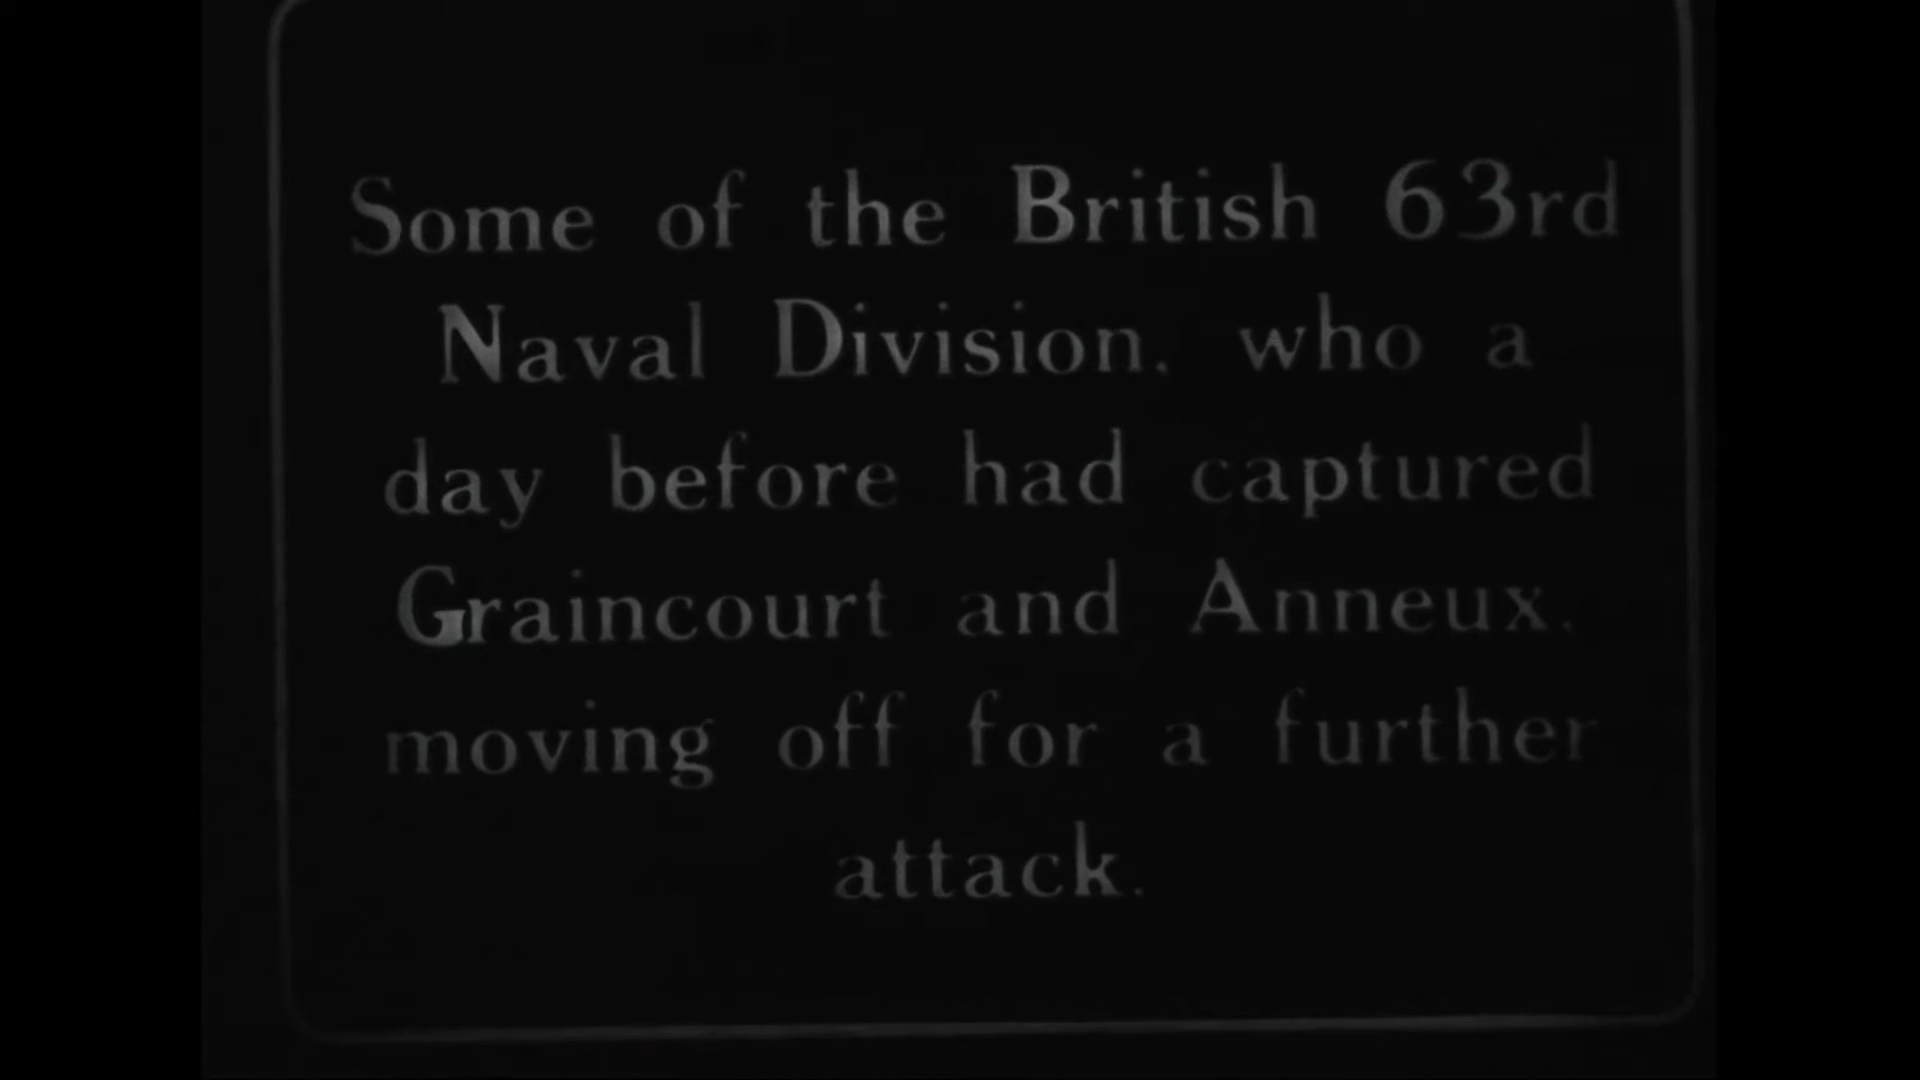 Some of the British 63rd
Naval Division, who a
day before had captured
Graincourt and Anneux,
moving off for a further
attack.